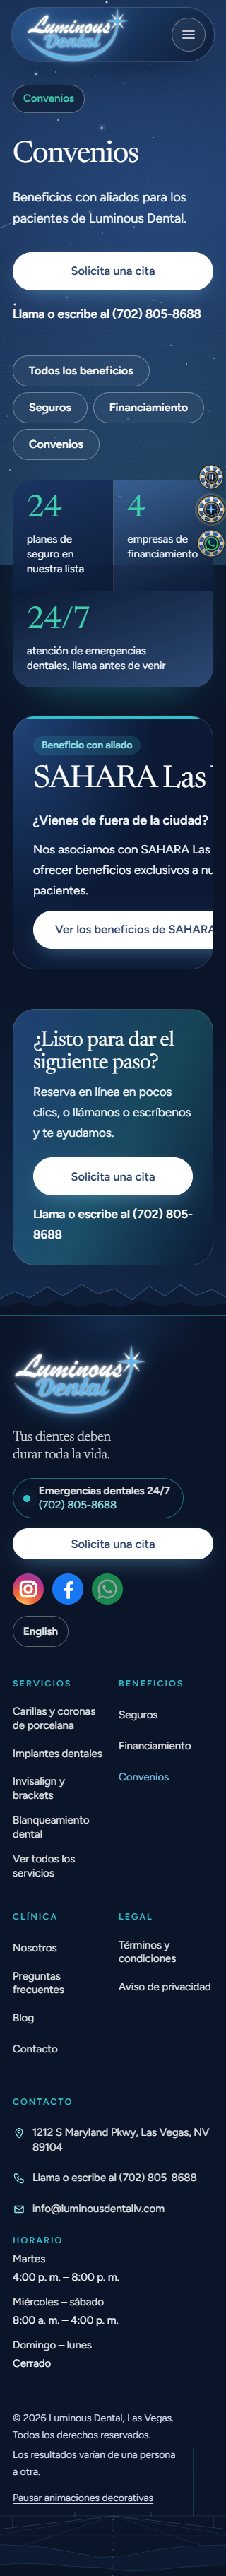 Luminous
Dental
Convenios
Convenios
Beneficios con aliados para los
pacientes de Luminous Dental.
Solicita una cita
Llama o escribe al (702) 805-8688
Todos los beneficios
Seguros
Financiamiento
Convenios
24
planes de
seguro en
nuestra lista
4
empresas de
financiamiento
24/7
atención de emergencias
dentales, llama antes de venir
Beneficio con aliado
SAHARA Las
¿Vienes de fuera de la ciudad?
Nos asociamos con SAHARA Las
ofrecer beneficios exclusivos a nu
pacientes.
Ver los beneficios de SAHARA
¿Listo para dar el
siguiente paso?
Reserva en línea en pocos
clics, o llámanos o escríbenos
y te ayudamos.
Solicita una cita
Llama o escribe al (702) 805-
8688
Luminous
Dental
Tus dientes deben
durar toda la vida.
Emergencias dentales 24/7
(702) 805-8688
Solicita una cita
English
SERVICIOS
Carillas y coronas
de porcelana
Implantes dentales
Invisalign y
brackets
Blanqueamiento
dental
Ver todos los
servicios
BENEFICIOS
Seguros
Financiamiento
Convenios
CLÍNICA
Nosotros
Preguntas
frecuentes
Blog
Contacto
LEGAL
Términos y
condiciones
Aviso de privacidad
CONTACTO
1212 S Maryland Pkwy, Las Vegas, NV
89104
Llama o escribe al (702) 805-8688
info@luminousdentallv.com
HORARIO
Martes
4:00 p. m. – 8:00 p. m.
Miércoles – sábado
8:00 a. m. – 4:00 p. m.
Domingo – lunes
Cerrado
© 2026 Luminous Dental, Las Vegas.
Todos los derechos reservados.
Los resultados varían de una persona
a otra.
Pausar animaciones decorativas